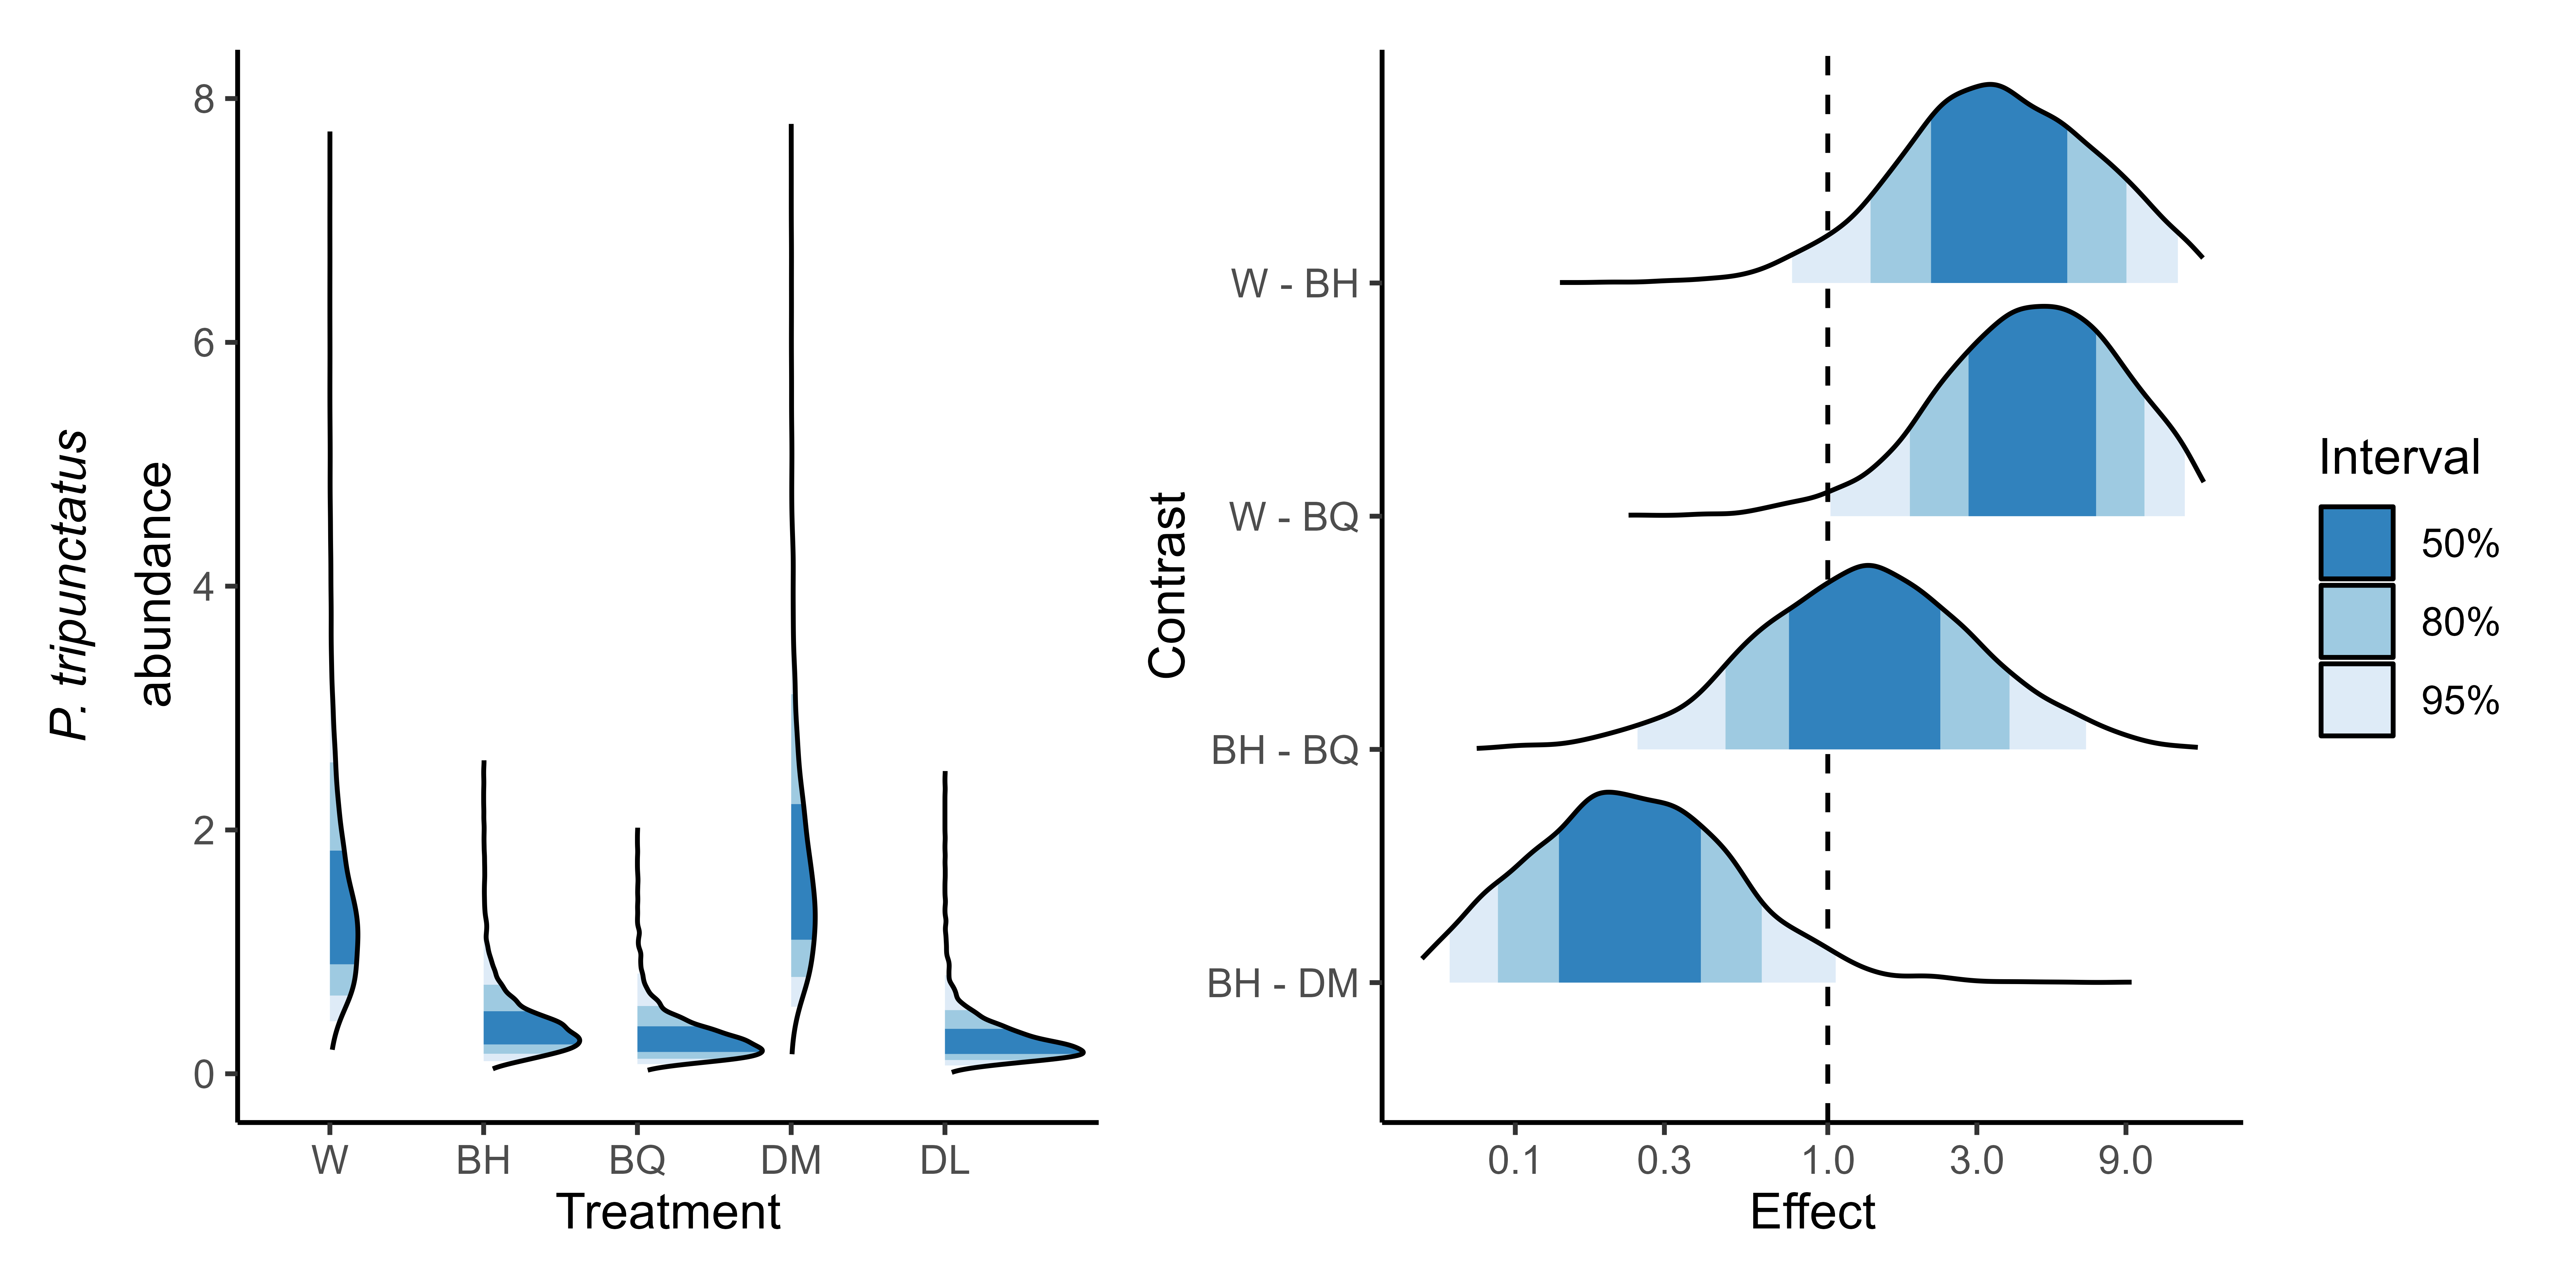 P. tripunctatus
abundance
8
6
4
2
0
W BH BQ DM DL
Treatment
Contrast
W - BH
W - BQ
BH - BQ
BH - DM
0.1 0.3 1.0 3.0 9.0
Effect
Interval
50%
80%
95%